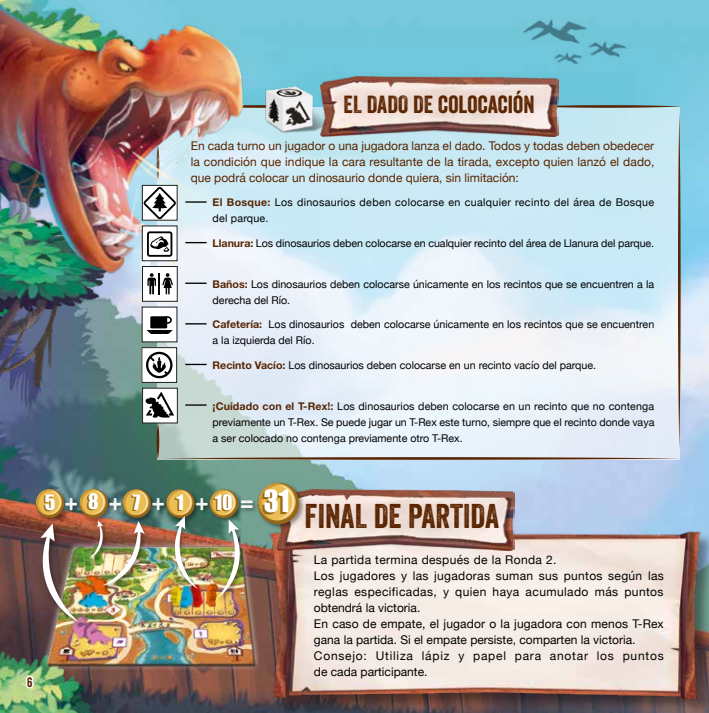 EL DADO DE COLOCACIÓN
En cada turno un jugador o una jugadora lanza el dado. Todos y todas deben obedecer
la condición que indique la cara resultante de la tirada, excepto quien lanzó el dado,
que podrá colocar un dinosaurio donde quiera, sin limitación:
El Bosque: Los dinosaurios deben colocarse en cualquier recinto del área de Bosque
del parque.
Llanura: Los dinosaurios deben colocarse en cualquier recinto del área de Llanura del parque.
Baños: Los dinosaurios deben colocarse únicamente en los recintos que se encuentren a la
derecha del Río.
Cafetería: Los dinosaurios deben colocarse únicamente en los recintos que se encuentren
a la izquierda del Río.
Recinto Vacío: Los dinosaurios deben colocarse en un recinto vacío del parque.
¡Cuidado con el T-Rex!: Los dinosaurios deben colocarse en un recinto que no contenga
previamente un T-Rex. Se puede jugar un T-Rex este turno, siempre que el recinto donde vaya
a ser colocado no contenga previamente otro T-Rex.
5 + 8 + 7 + 1 + 10 = 31
FINAL DE PARTIDA
La partida termina después de la Ronda 2.
Los jugadores y las jugadoras suman sus puntos según las
reglas especificadas, y quien haya acumulado más puntos
obtendrá la victoria.
En caso de empate, el jugador o la jugadora con menos T-Rex
gana la partida. Si el empate persiste, comparten la victoria.
Consejo: Utiliza lápiz y papel para anotar los puntos
de cada participante.
6